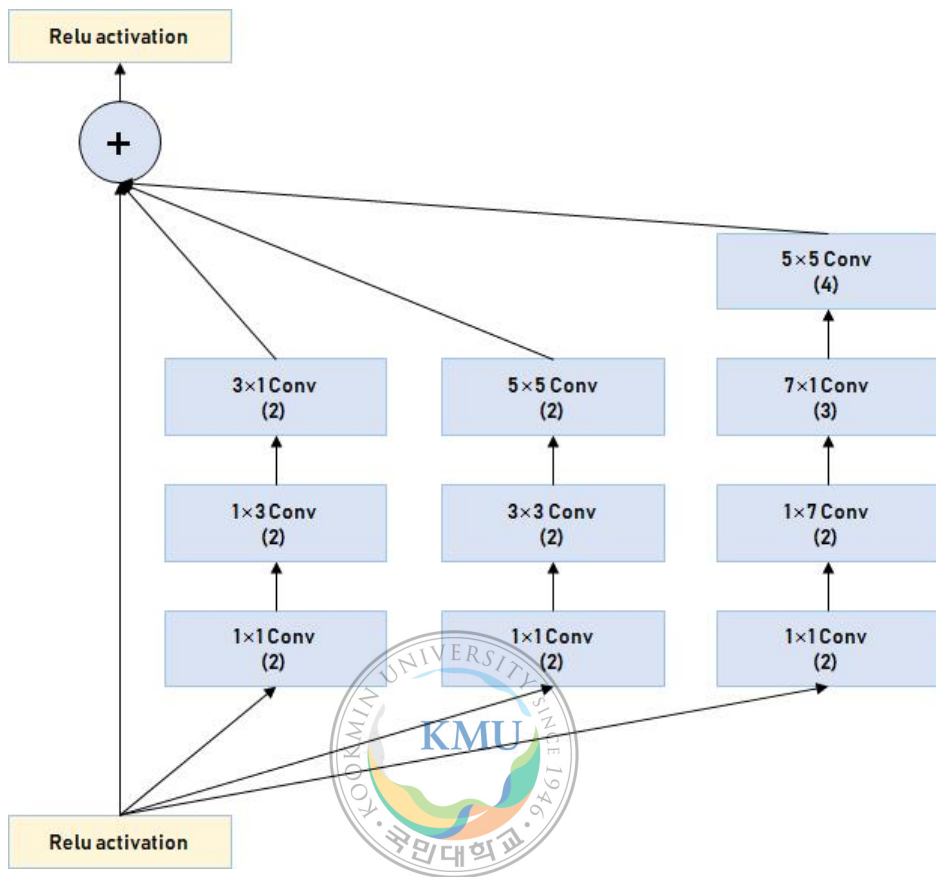 Relu activation
+
5×5 Conv
(4)
3×1 Conv
(2)
5×5 Conv
(2)
7×1 Conv
(3)
1×3 Conv
(2)
3×3 Conv
(2)
1×7 Conv
(2)
1×1 Conv
(2)
1×1 Conv
(2)
1×1 Conv
(2)
KOOKMIN UNIVERSITY SINCE 1946
KMU
국민대학교
Relu activation